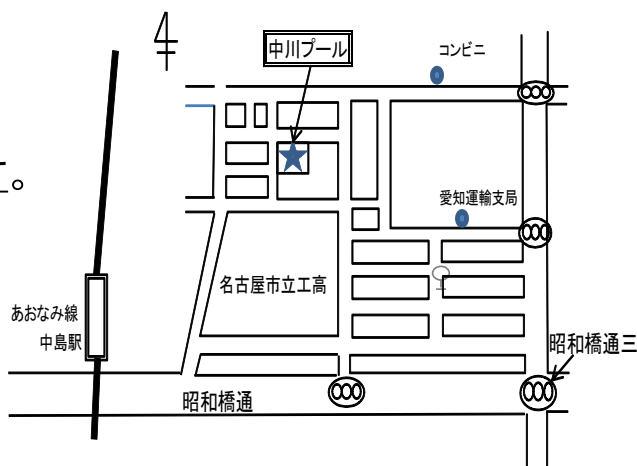 中川プール
コンビニ
。
愛知運輸支局
名古屋市立工高
あおなみ線
中島駅
昭和橋通三
昭和橋通